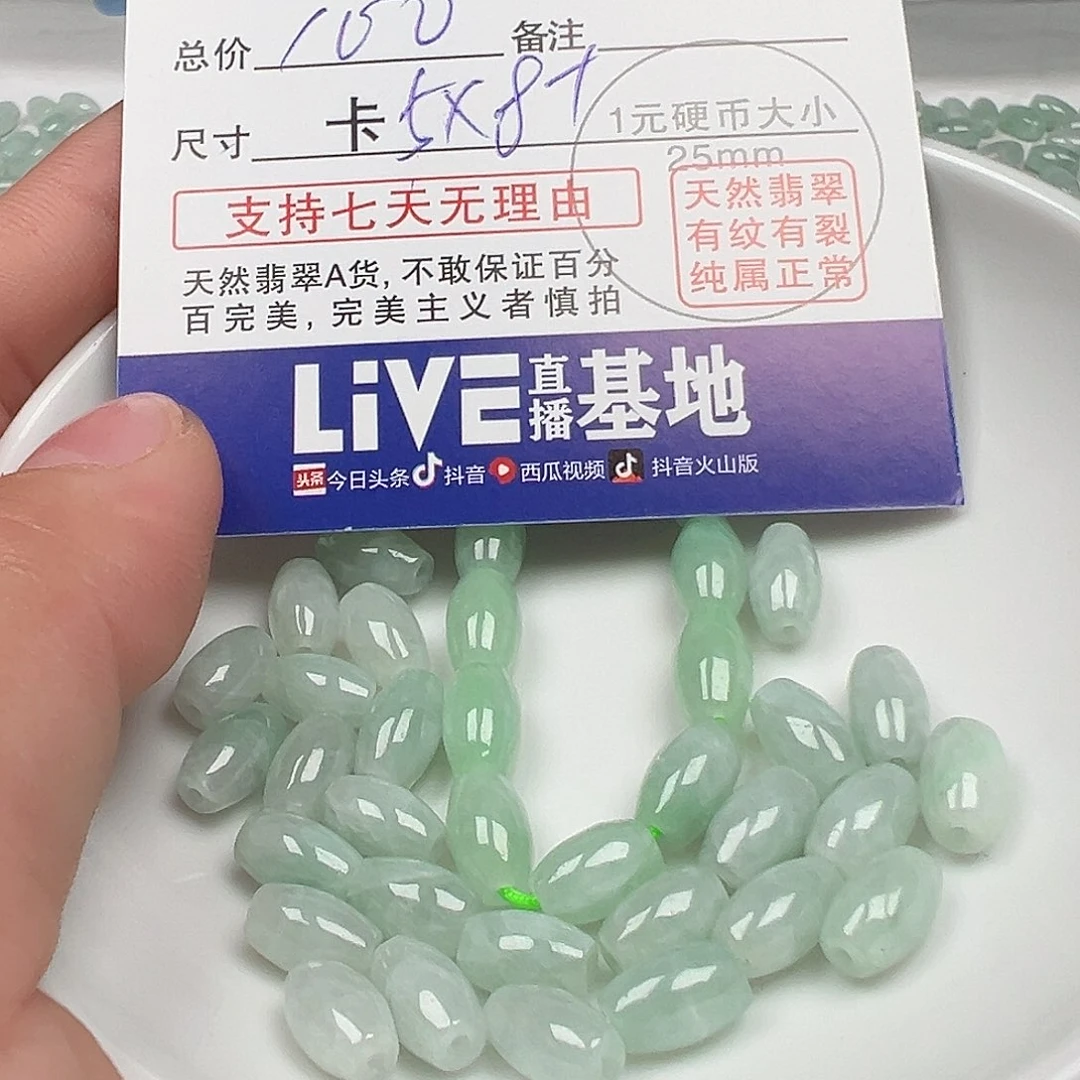 总价 100 备注
尺寸 卡 5X8+
1元硬币大小
25mm
支持七天无理由
天然翡翠
有纹有裂
纯属正常
天然翡翠A货,不敢保证百分
百完美,完美主义者慎拍
LiVE直播基地
头条 今日头条 抖音 西瓜视频 抖音火山版